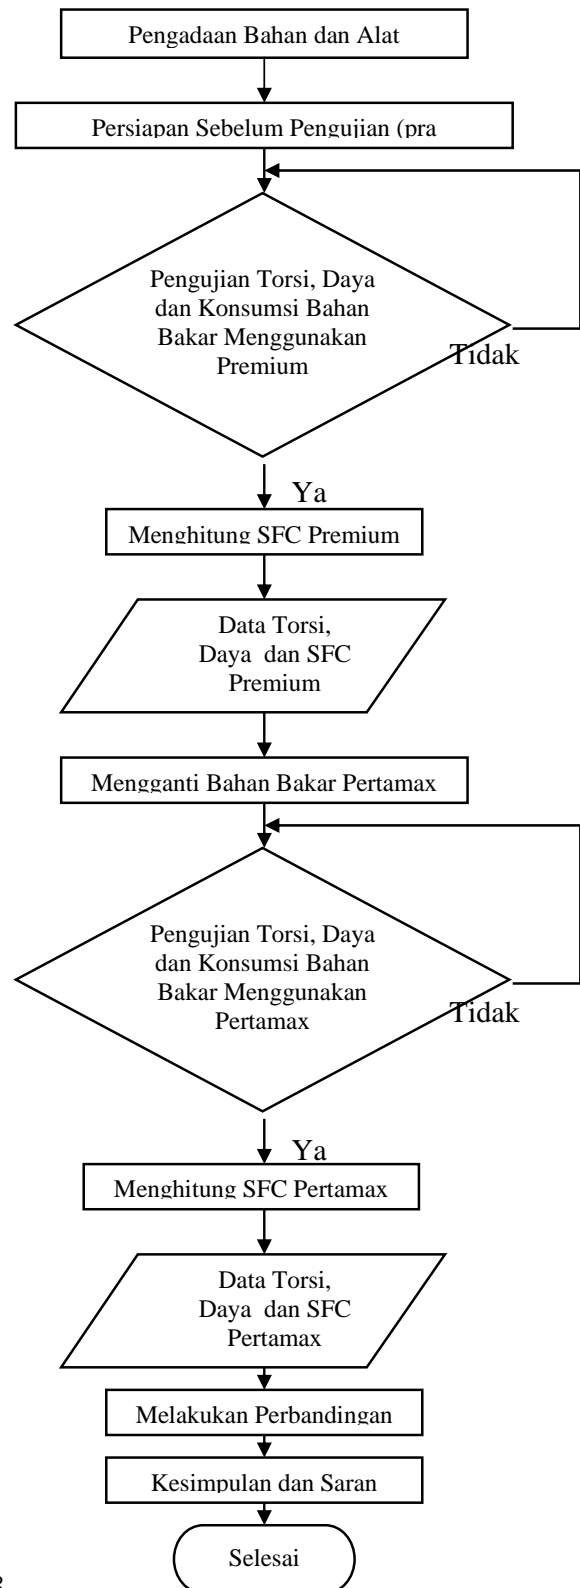 Pengadaan Bahan dan Alat
Persiapan Sebelum Pengujian (pra
Pengujian Torsi, Daya
dan Konsumsi Bahan
Bakar Menggunakan
Premium
Tidak
Ya
Menghitung SFC Premium
Data Torsi,
Daya dan SFC
Premium
Mengganti Bahan Bakar Pertamax
Pengujian Torsi, Daya
dan Konsumsi Bahan
Bakar Menggunakan
Pertamax
Tidak
Ya
Menghitung SFC Pertamax
Data Torsi,
Daya dan SFC
Pertamax
Melakukan Perbandingan
Kesimpulan dan Saran
Selesai